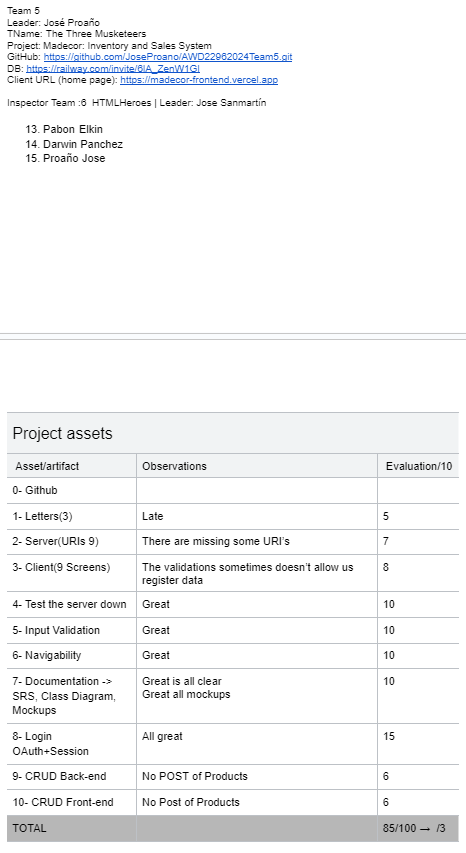 Team 5
Leader: José Proaño
TName: The Three Musketeers
Project: Madecor: Inventory and Sales System
GitHub: https://github.com/JoseProano/AWD22962024Team5.git
DB: https://railway.com/invite/6IA_ZenW1GI
Client URL (home page): https://madecor-frontend.vercel.app
Inspector Team :6 HTMLHeroes | Leader: Jose Sanmartín
13. Pabon Elkin
14. Darwin Panchez
15. Proaño Jose
Project assets
Asset/artifact Observations Evaluation/10
0- Github
1- Letters(3) Late 5
2- Server(URIs 9) There are missing some URI's 7
3- Client(9 Screens) The validations sometimes doesn't allow us 8
register data
4- Test the server down Great 10
5- Input Validation Great 10
6- Navigability Great 10
7- Documentation -> Great is all clear 10
SRS, Class Diagram, Great all mockups
Mockups
8- Login All great 15
OAuth+Session
9- CRUD Back-end No POST of Products 6
10- CRUD Front-end No Post of Products 6
TOTAL 85/100 → /3